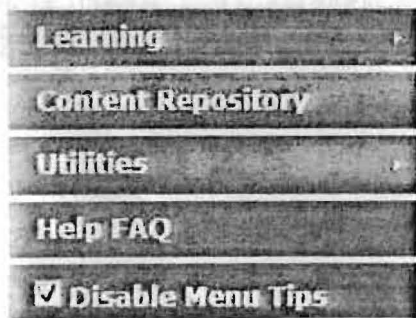 Learning
Content Repository
Utilities
Help FAQ
Disable Menu Tips